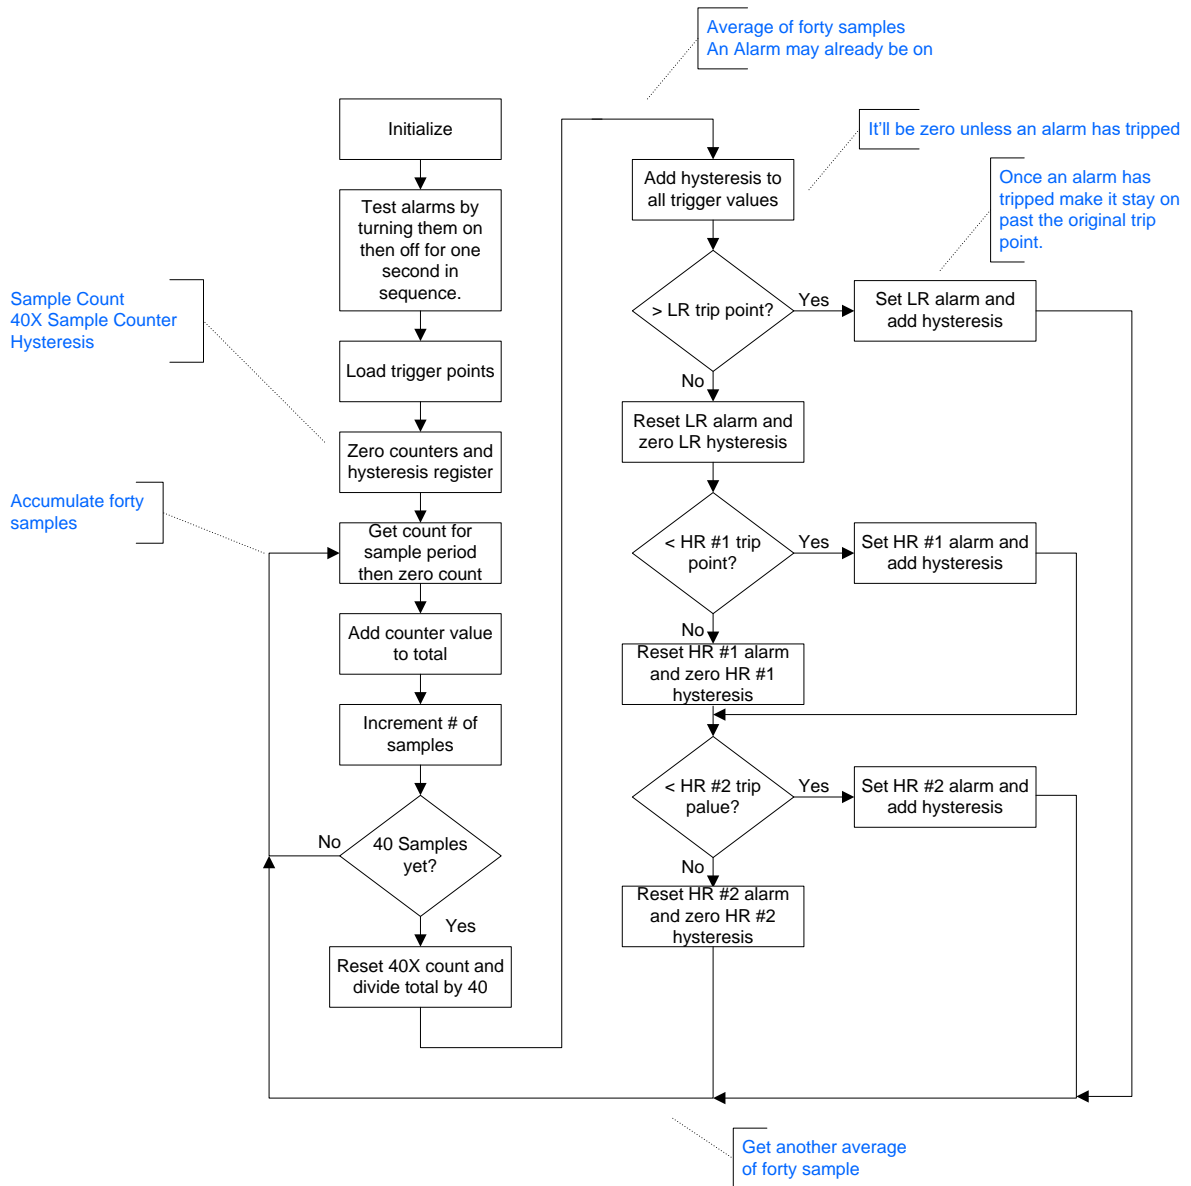 Average of forty samples
An Alarm may already be on
Initialize
It'll be zero unless an alarm has tripped
Add hysteresis to
all trigger values
Once an alarm has
tripped make it stay on
past the original trip
point.
Test alarms by
turning them on
then off for one
second in
sequence.
Sample Count
40X Sample Counter
Hysteresis
> LR trip point?
Yes
Set LR alarm and
add hysteresis
Load trigger points
No
Reset LR alarm and
zero LR hysteresis
Zero counters and
hysteresis register
Accumulate forty
samples
Get count for
sample period
then zero count
< HR #1 trip
point?
Yes
Set HR #1 alarm and
add hysteresis
Add counter value
to total
No
Reset HR #1 alarm
and zero HR #1
hysteresis
Increment # of
samples
< HR #2 trip
palue?
Yes
Set HR #2 alarm and
add hysteresis
No
40 Samples
yet?
No
Reset HR #2 alarm
and zero HR #2
hysteresis
Yes
Reset 40X count and
divide total by 40
Get another average
of forty sample